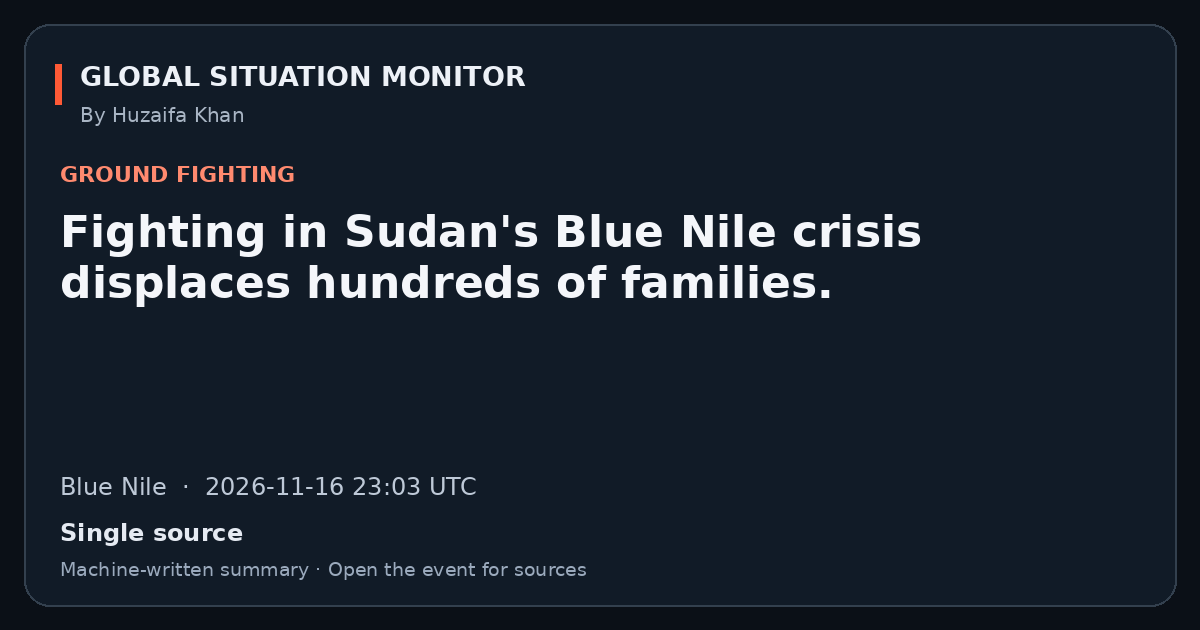 GLOBAL SITUATION MONITOR
By Huzaifa Khan
GROUND FIGHTING
Fighting in Sudan's Blue Nile crisis
displaces hundreds of families.
Blue Nile · 2026-11-16 23:03 UTC
Single source
Machine-written summary · Open the event for sources